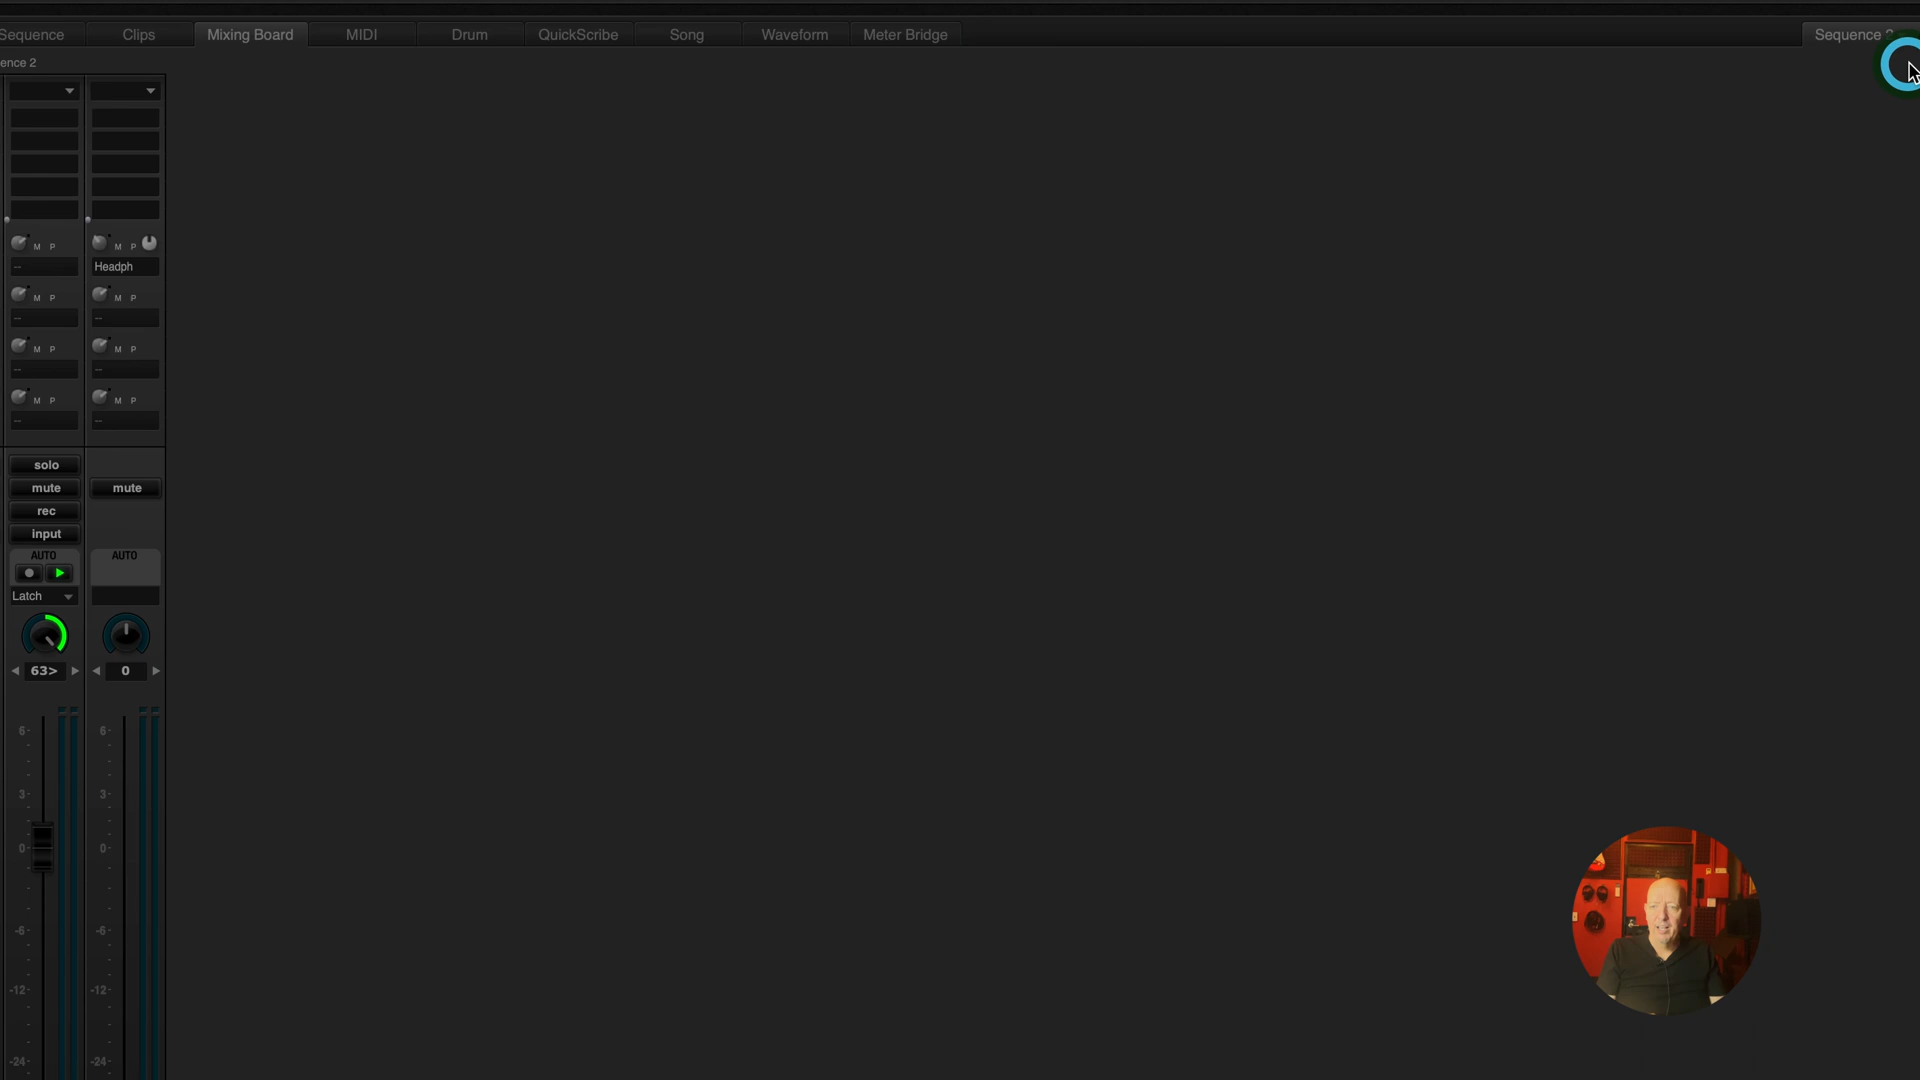 Sequence Clips Mixing Board MIDI Drum QuickScribe Song Waveform Meter Bridge Sequence 2
ence 2
M P M P
-- Headph
M P M P
-- --
M P M P
-- --
M P M P
-- --
solo
mute mute
rec
input
AUTO AUTO
Latch
63> 0
6 6
3 3
0 0
-6 -6
-12 -12
-24 -24